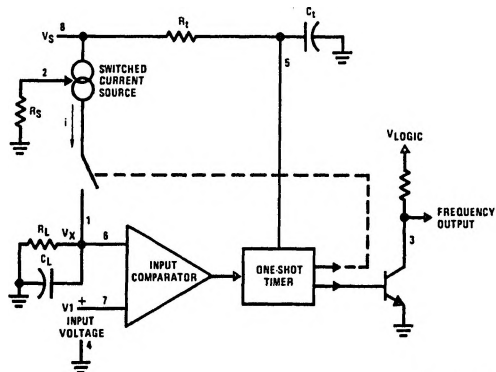 VS 8
Rt
Ct
5
SWITCHED
CURRENT
SOURCE
2
RS
i
VLOGIC
1
RL
VX
6
CL
INPUT
COMPARATOR
ONE-SHOT
TIMER
FREQUENCY
OUTPUT
3
V1 + 7
INPUT
VOLTAGE
4